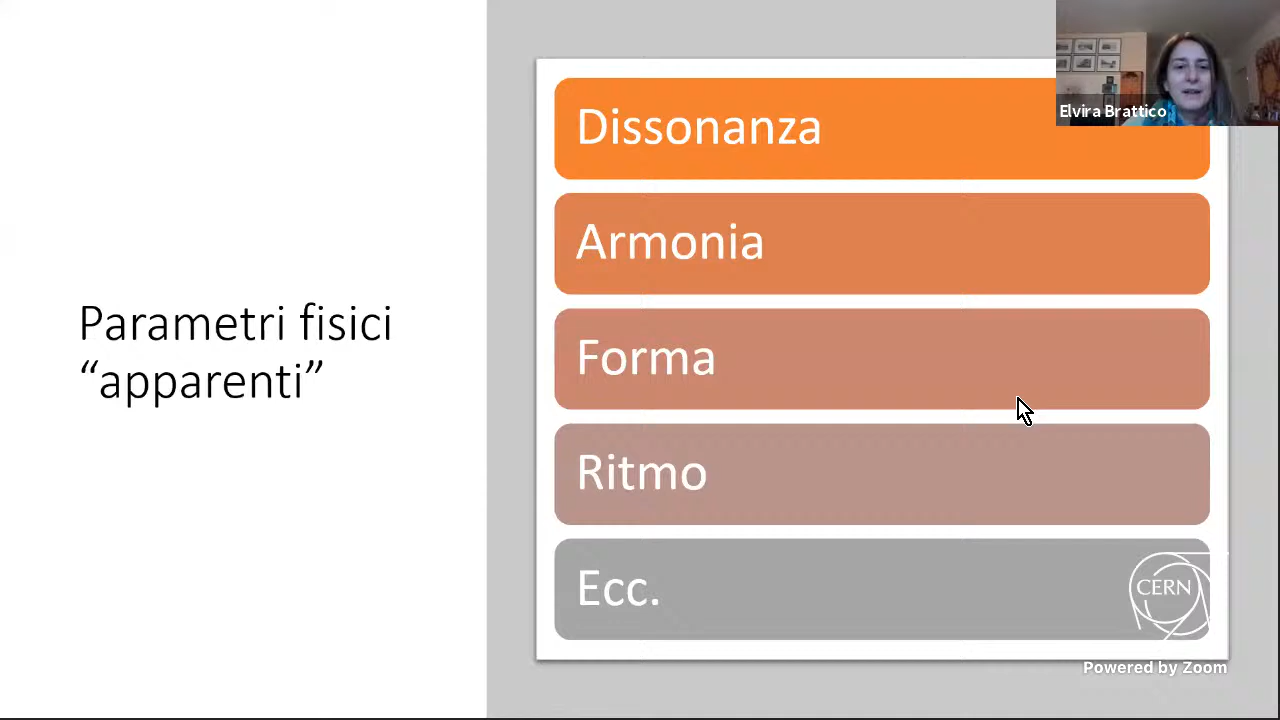 Parametri fisici
“apparenti”
Dissonanza
Armonia
Forma
Ritmo
Ecc.
Elvira Brattico
CERN
Powered by Zoom